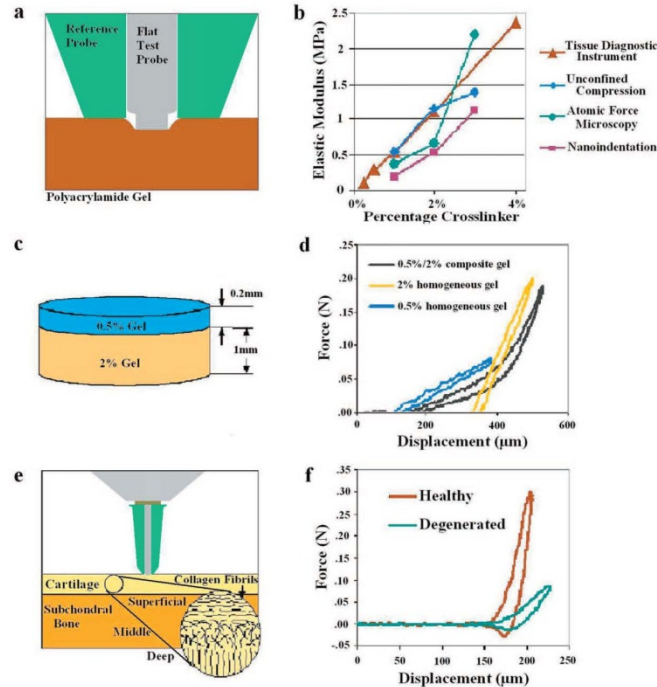 a
Reference
Probe
Flat
Test
Probe
Polyacrylamide Gel
b
Elastic Modulus (MPa)
2.5
2
1.5
1
0.5
0
0%
2%
4%
Percentage Crosslinker
Tissue Diagnostic
Instrument
Unconfined
Compression
Atomic Force
Microscopy
Nanoindentation
c
0.2mm
0.5% Gel
2% Gel
1mm
d
Force (N)
.20
.15
.10
.05
.00
0.5%/2% composite gel
2% homogeneous gel
0.5% homogeneous gel
0
200
400
600
Displacement (µm)
e
Cartilage
Collagen Fibrils
Superficial
Subchondral
Bone
Middle
Deep
f
Force (N)
.35
.30
.20
.10
.00
-.05
Healthy
Degenerated
0
50
100
150
200
250
Displacement (µm)